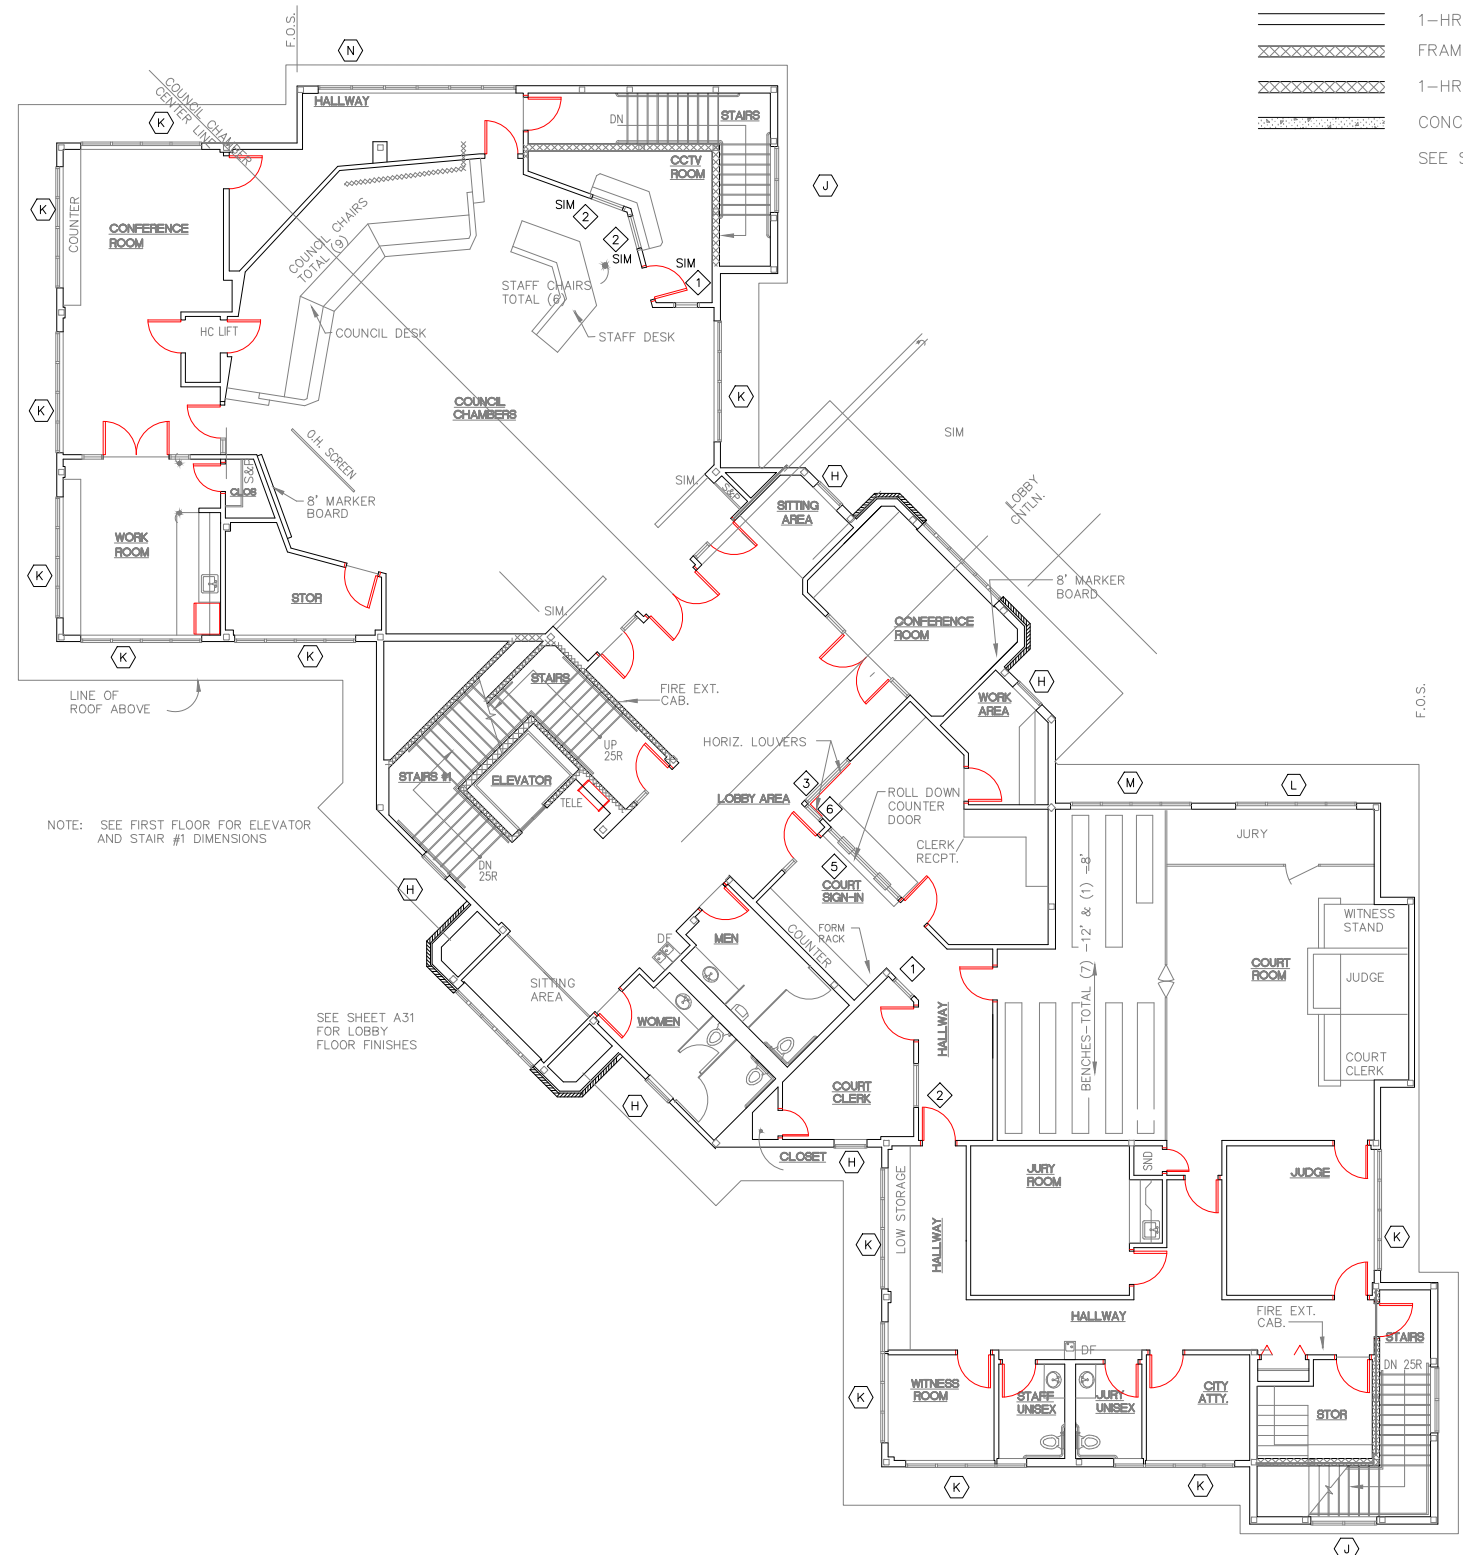 1-HR
FRAM
1-HR
CONC
SEE S
F.O.S.
N
HALLWAY
COUNCIL CHAMBER
CENTER LINE
K
DN
STAIRS
CCTV
ROOM
J
K
COUNTER
CONFERENCE
ROOM
COUNCIL CHAIRS
TOTAL (9)
SIM
2
2
SIM
SIM
1
STAFF CHAIRS
TOTAL (6)
HC LIFT
COUNCIL DESK
STAFF DESK
K
K
COUNCIL
CHAMBERS
O.H. SCREEN
SIM
S&P
CLOS
8' MARKER
BOARD
SIM.
S&P
H
SITTING
AREA
LOBBY
CNTLN.
WORK
ROOM
K
STOR
SIM.
8' MARKER
BOARD
CONFERENCE
ROOM
K
K
LINE OF
ROOF ABOVE
STAIRS
FIRE EXT.
CAB.
H
WORK
AREA
F.O.S.
UP
25R
HORIZ. LOUVERS
STAIRS #1
ELEVATOR
TELE
3
LOBBY AREA
6
ROLL DOWN
COUNTER
DOOR
M
L
NOTE: SEE FIRST FLOOR FOR ELEVATOR
AND STAIR #1 DIMENSIONS
JURY
CLERK/
RECPT.
DN
25R
5
COURT
SIGN-IN
H
BENCHES-TOTAL (7) -12' & (1) -8'
WITNESS
STAND
DF
MEN
COUNTER
FORM
RACK
1
COURT
ROOM
JUDGE
SITTING
AREA
SEE SHEET A31
FOR LOBBY
FLOOR FINISHES
WOMEN
HALLWAY
COURT
CLERK
COURT
CLERK
H
2
CLOSET
H
LOW STORAGE
JURY
ROOM
SND
JUDGE
HALLWAY
K
K
HALLWAY
FIRE EXT.
CAB.
STAIRS
DF
DN 25R
K
WITNESS
ROOM
STAFF
UNISEX
JURY
UNISEX
CITY
ATTY.
STOR
K
K
J